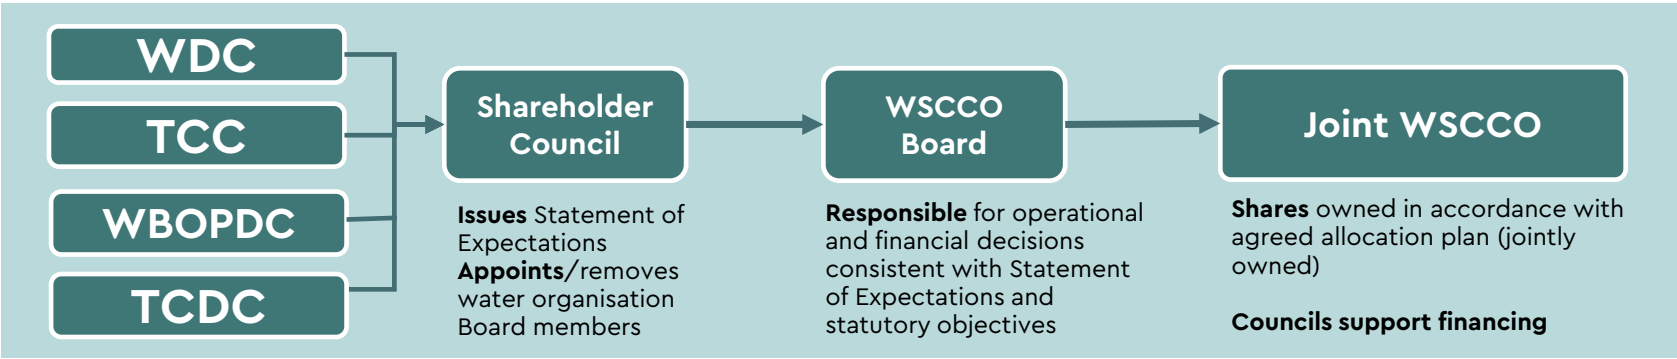 WDC
TCC
WBOPDC
TCDC
Shareholder
Council
Issues Statement of
Expectations
Appoints/removes
water organisation
Board members
WSCCO
Board
Responsible for operational
and financial decisions
consistent with Statement
of Expectations and
statutory objectives
Joint WSCCO
Shares owned in accordance with
agreed allocation plan (jointly
owned)
Councils support financing